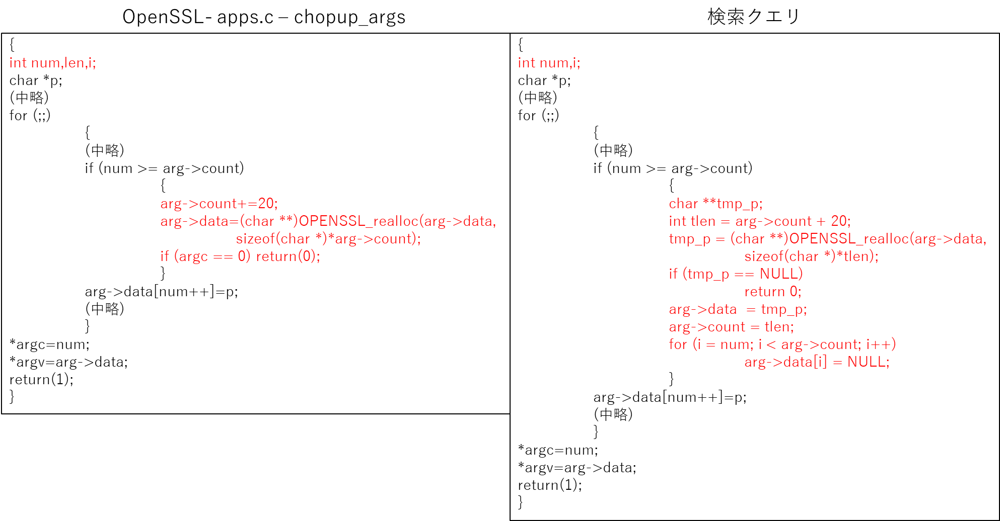 OpenSSL- apps.c – chopup_args
{
int num,len,i;
char *p;
(中略)
for (;;)
{
(中略)
if (num >= arg->count)
{
arg->count+=20;
arg->data=(char **)OPENSSL_realloc(arg->data,
sizeof(char *)*arg->count);
if (argc == 0) return(0);
}
arg->data[num++]=p;
(中略)
}
*argc=num;
*argv=arg->data;
return(1);
}
検索クエリ
{
int num,i;
char *p;
(中略)
for (;;)
{
(中略)
if (num >= arg->count)
{
char **tmp_p;
int tlen = arg->count + 20;
tmp_p = (char **)OPENSSL_realloc(arg->data,
sizeof(char *)*tlen);
if (tmp_p == NULL)
return 0;
arg->data  = tmp_p;
arg->count = tlen;
for (i = num; i < arg->count; i++)
arg->data[i] = NULL;
}
arg->data[num++]=p;
(中略)
}
*argc=num;
*argv=arg->data;
return(1);
}